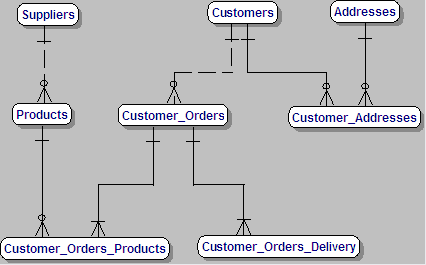 Suppliers
Customers
Addresses
Products
Customer_Orders
Customer_Addresses
Customer_Orders_Products
Customer_Orders_Delivery